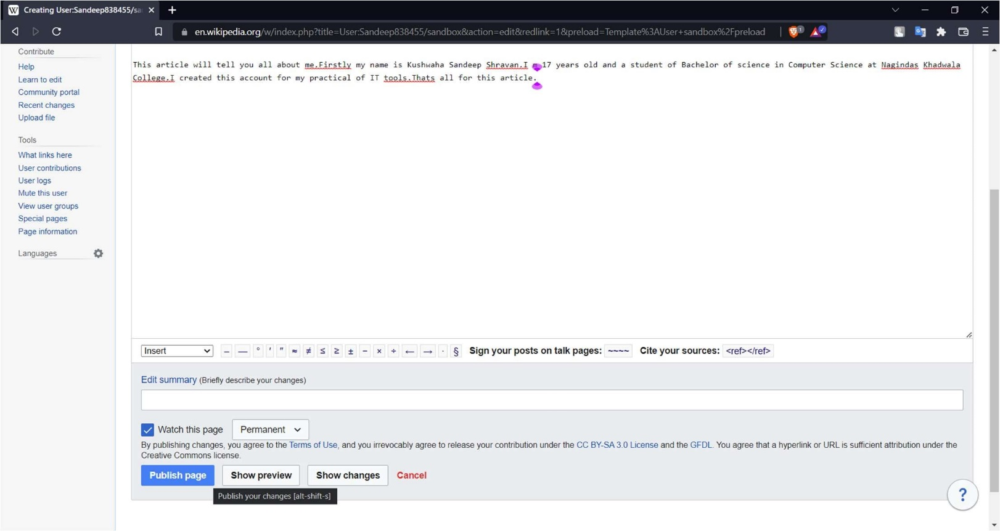 Creating User:Sandeep838455/sa
en.wikipedia.org/w/index.php?title=User:Sandeep838455/sandbox&action=edit&redlink=1&preload=Template%3AUser+sandbox%2Fpreload
1
Contribute
Help
Learn to edit
Community portal
Recent changes
Upload file
Tools
What links here
User contributions
User logs
Mute this user
View user groups
Special pages
Page information
Languages
This article will tell you all about me.Firstly my name is Kushwaha Sandeep Shravan.I m 17 years old and a student of Bachelor of science in Computer Science at Nagindas Khadwala
College.I created this account for my practical of IT tools.Thats all for this article.
Insert – — ° ′ ″ ≈ ≠ ≤ ≥ ± − × ÷ ← → · § Sign your posts on talk pages: ~~~~ Cite your sources: <ref></ref>
Edit summary (Briefly describe your changes)
Watch this page Permanent
By publishing changes, you agree to the Terms of Use, and you irrevocably agree to release your contribution under the CC BY-SA 3.0 License and the GFDL. You agree that a hyperlink or URL is sufficient attribution under the
Creative Commons license.
Publish page Show preview Show changes Cancel
Publish your changes [alt-shift-s]
?